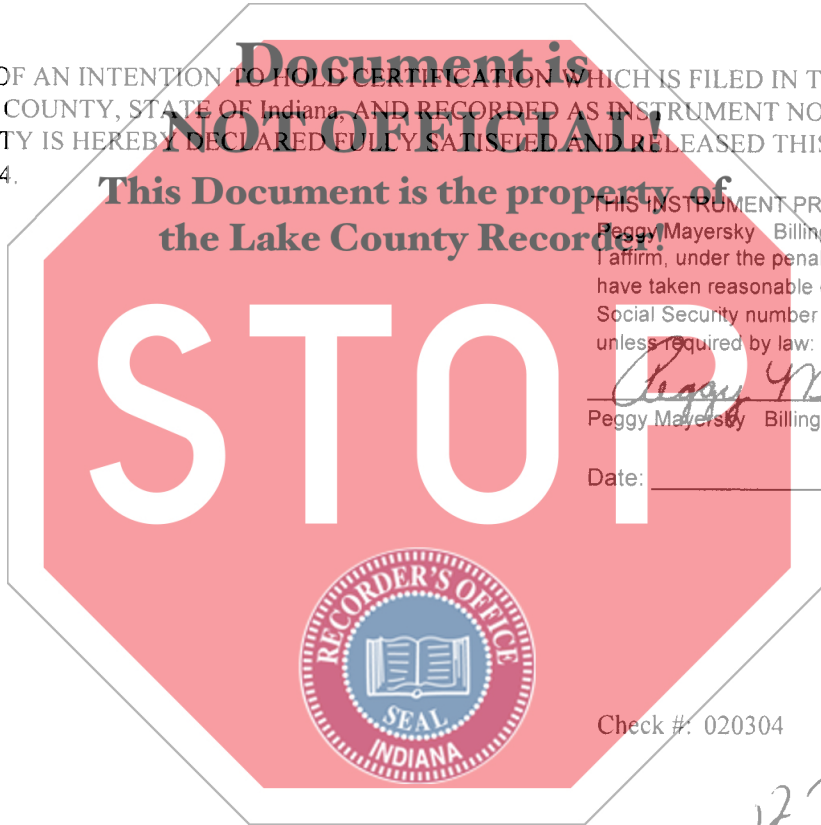 Document is
OF AN INTENTION TO HOLD CERTIFICATION WHICH IS FILED IN T
COUNTY, STATE OF Indiana, AND RECORDED AS INSTRUMENT NO
NOT OFFICIAL!
TY IS HEREBY DECLARED FULLY SATISFIED AND RELEASED THIS
4.
This Document is the property of
the Lake County Recorder!
THIS INSTRUMENT PR
Peggy Mayersky Billing
I affirm, under the penal
have taken reasonable
Social Security number
unless required by law:
STOP
Peggy M
Peggy Mayersky Billing
Date:
RECORDER'S OFFICE
SEAL
INDIANA
Check #: 020304